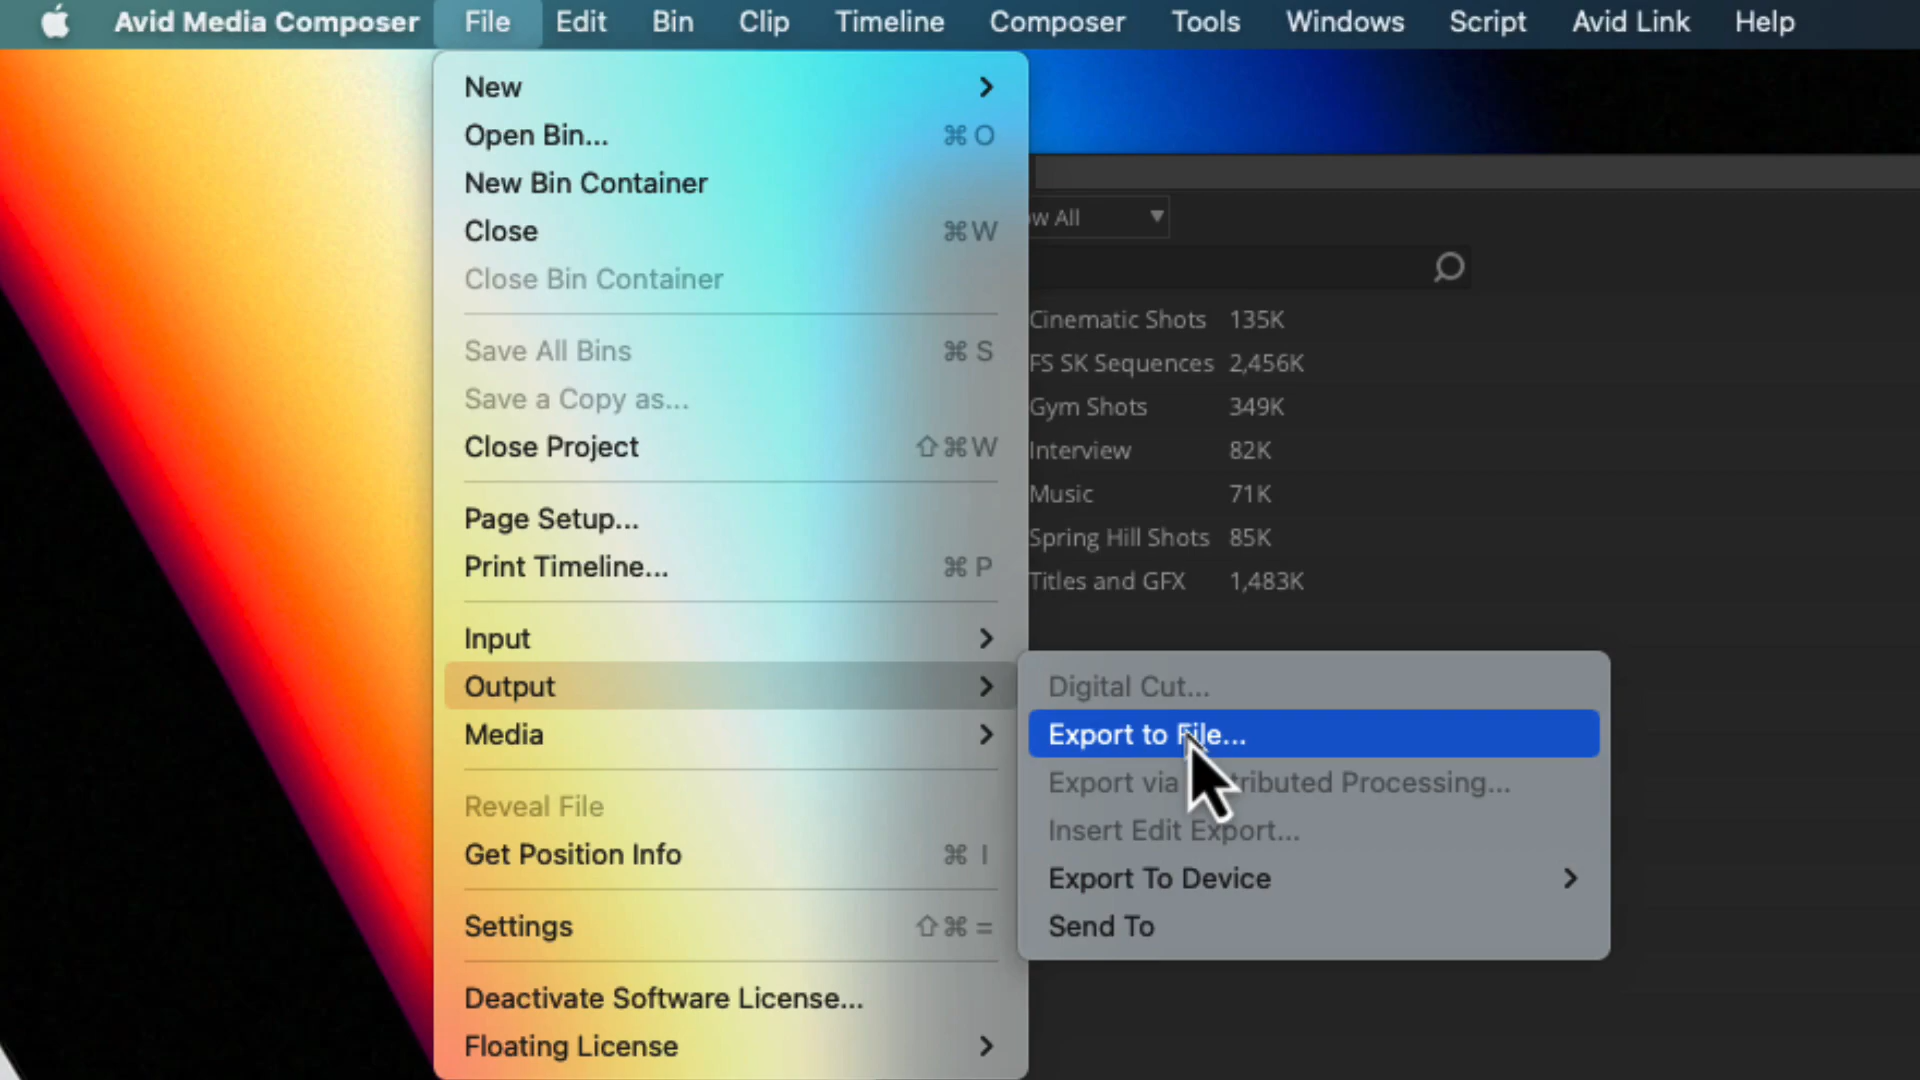 Avid Media Composer File Edit Bin Clip Timeline Composer Tools Windows Script Avid Link Help
New
Open Bin... ⌘ O
New Bin Container
Close ⌘ W
Close Bin Container
Save All Bins ⌘ S
Save a Copy as...
Close Project ⇧ ⌘ W
Page Setup...
Print Timeline... ⌘ P
Input
Output
Media
Reveal File
Get Position Info ⌘ I
Settings ⇧ ⌘ =
Deactivate Software License...
Floating License
All
Cinematic Shots 135K
FS SK Sequences 2,456K
Gym Shots 349K
Interview 82K
Music 71K
Spring Hill Shots 85K
Titles and GFX 1,483K
Digital Cut...
Export to File...
Export via Processing...
Insert Edit Export...
Export To Device
Send To